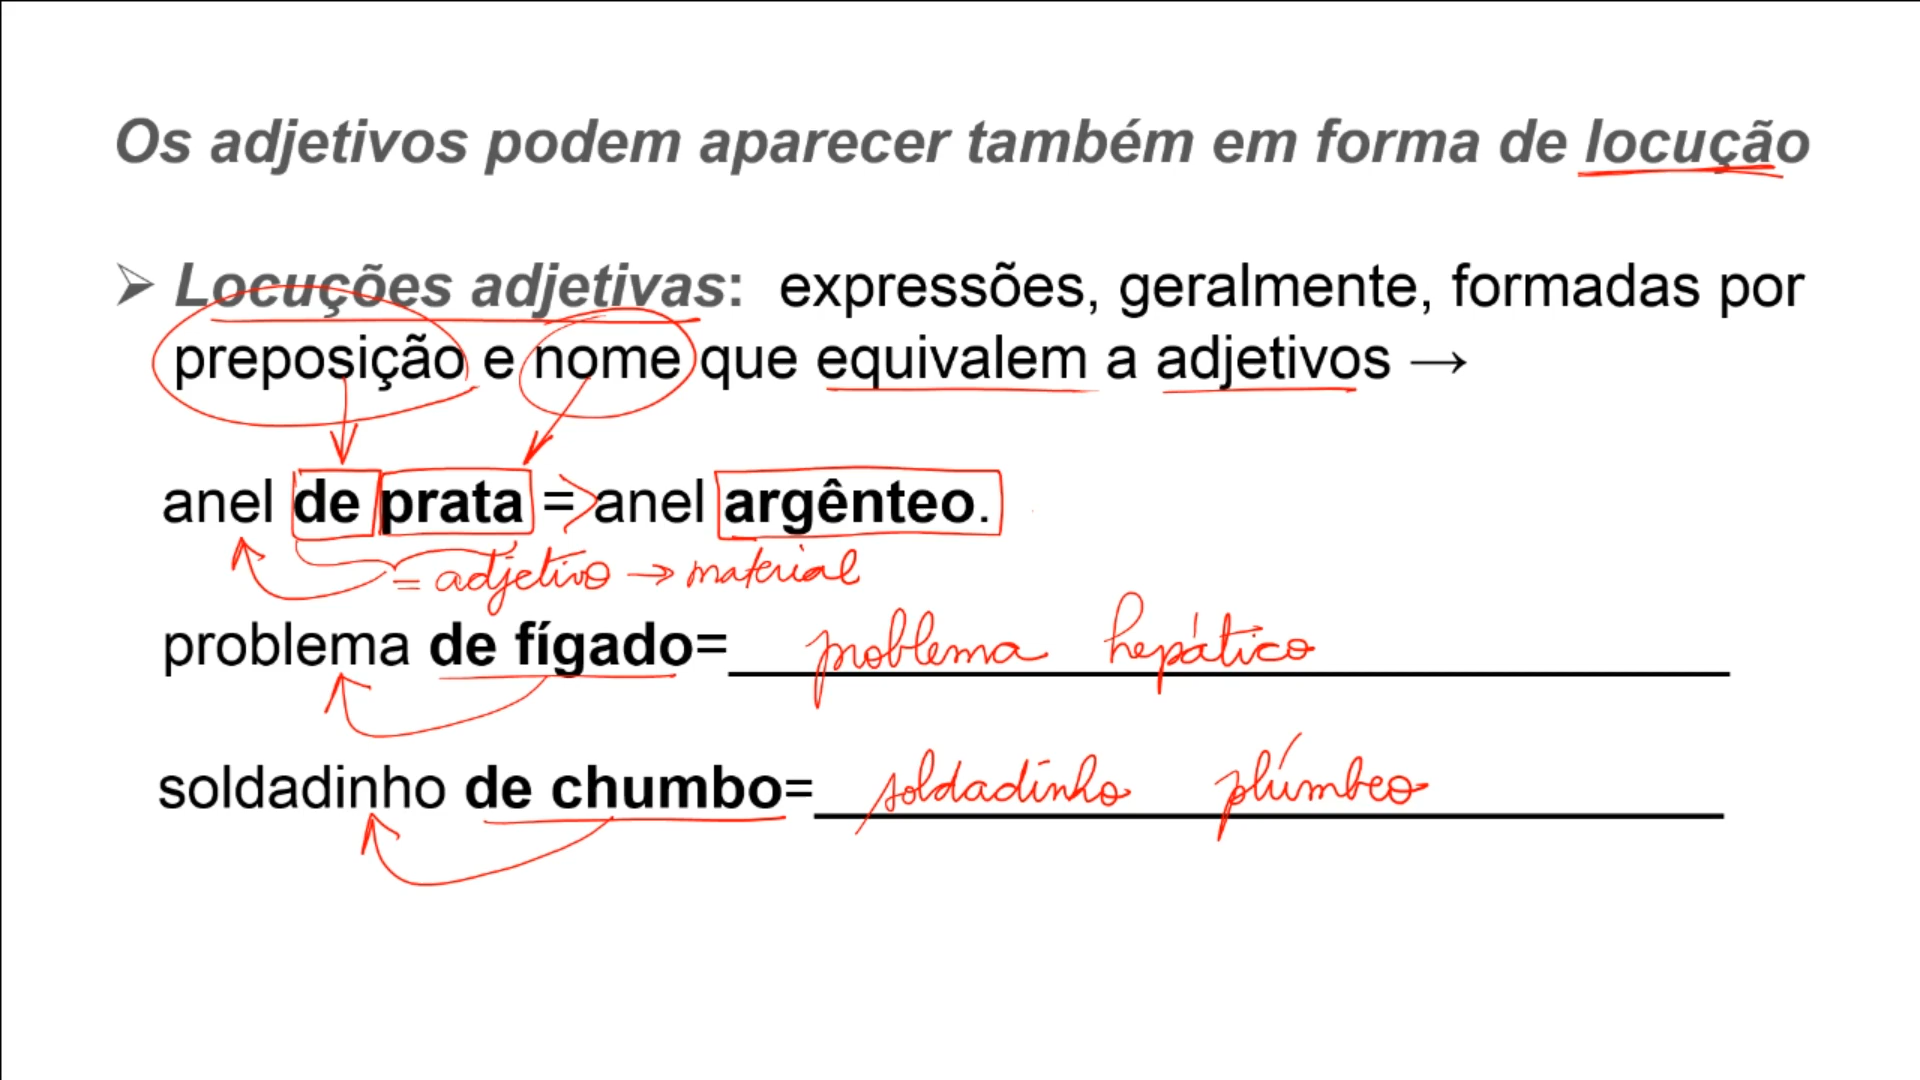 Os adjetivos podem aparecer também em forma de locução
➢ Locuções adjetivas: expressões, geralmente, formadas por
preposição e nome que equivalem a adjetivos →
anel de prata = anel argênteo.
= adjetivo → material
problema de fígado= problema hepático
soldadinho de chumbo= soldadinho plúmbeo